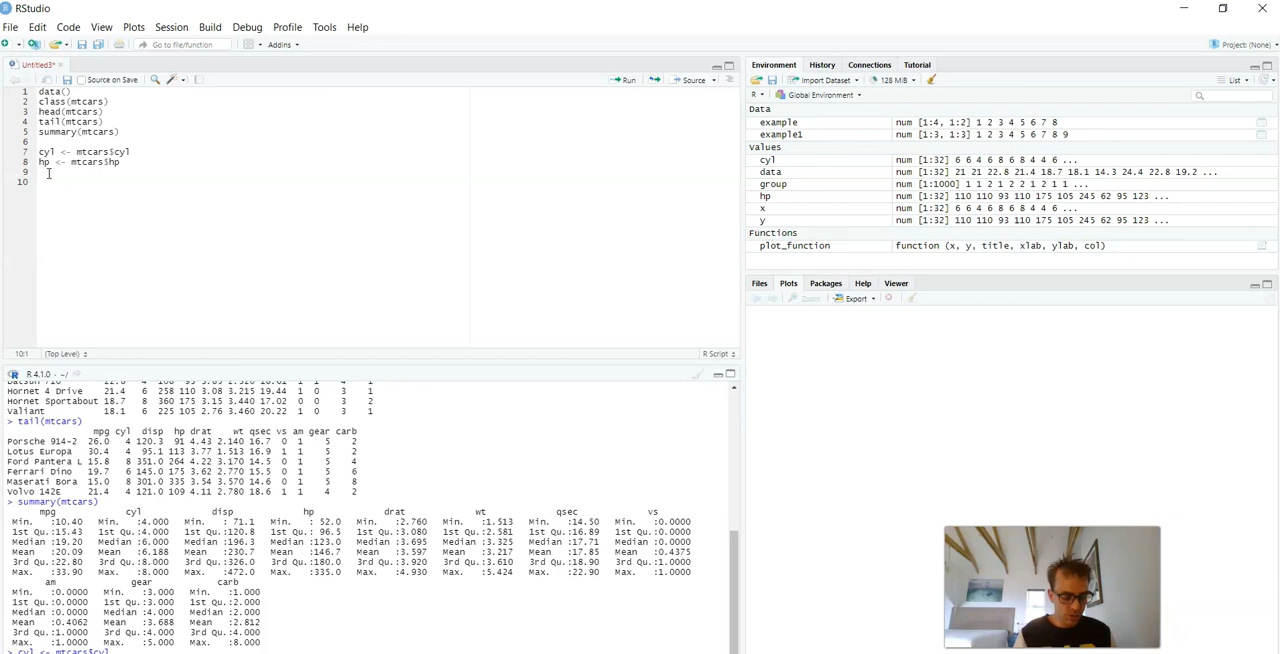 RStudio
File Edit Code View Plots Session Build Debug Profile Tools Help
Go to file/function Addins Project: (None)
Untitled3*
Source on Save Run Source
1 data()
2 class(mtcars)
3 head(mtcars)
4 tail(mtcars)
5 summary(mtcars)
6
7 cyl <- mtcars$cyl
8 hp <- mtcars$hp
9
10
10:1 (Top Level) R Script
R 4.1.0 · ~/
Hornet 4 Drive 21.4 6 258 110 3.08 3.215 19.44 1 0 3 1
Hornet Sportabout 18.7 8 360 175 3.15 3.440 17.02 0 0 3 2
Valiant 18.1 6 225 105 2.76 3.460 20.22 1 0 3 1
> tail(mtcars)
mpg cyl disp hp drat wt qsec vs am gear carb
Porsche 914-2 26.0 4 120.3 91 4.43 2.140 16.7 0 1 5 2
Lotus Europa 30.4 4 95.1 113 3.77 1.513 16.9 1 1 5 2
Ford Pantera L 15.8 8 351.0 264 4.22 3.170 14.5 0 1 5 4
Ferrari Dino 19.7 6 145.0 175 3.62 2.770 15.5 0 1 5 6
Maserati Bora 15.0 8 301.0 335 3.54 3.570 14.6 0 1 5 8
Volvo 142E 21.4 4 121.0 109 4.11 2.780 18.6 1 1 4 2
> summary(mtcars)
mpg cyl disp hp drat wt qsec vs
Min. :10.40 Min. :4.000 Min. : 71.1 Min. : 52.0 Min. :2.760 Min. :1.513 Min. :14.50 Min. :0.0000
1st Qu.:15.43 1st Qu.:4.000 1st Qu.:120.8 1st Qu.: 96.5 1st Qu.:3.080 1st Qu.:2.581 1st Qu.:16.89 1st Qu.:0.0000
Median :19.20 Median :6.000 Median :196.3 Median :123.0 Median :3.695 Median :3.325 Median :17.71 Median :0.0000
Mean :20.09 Mean :6.188 Mean :230.7 Mean :146.7 Mean :3.597 Mean :3.217 Mean :17.85 Mean :0.4375
3rd Qu.:22.80 3rd Qu.:8.000 3rd Qu.:326.0 3rd Qu.:180.0 3rd Qu.:3.920 3rd Qu.:3.610 3rd Qu.:18.90 3rd Qu.:1.0000
Max. :33.90 Max. :8.000 Max. :472.0 Max. :335.0 Max. :4.930 Max. :5.424 Max. :22.90 Max. :1.0000
am gear carb
Min. :0.0000 Min. :3.000 Min. :1.000
1st Qu.:0.0000 1st Qu.:3.000 1st Qu.:2.000
Median :0.0000 Median :4.000 Median :2.000
Mean :0.4062 Mean :3.688 Mean :2.812
3rd Qu.:1.0000 3rd Qu.:4.000 3rd Qu.:4.000
Max. :1.0000 Max. :5.000 Max. :8.000
> cyl <- mtcars$cyl
Environment History Connections Tutorial
Import Dataset 128 MiB List
R Global Environment
Data
example num [1:4, 1:2] 1 2 3 4 5 6 7 8
example1 num [1:3, 1:3] 1 2 3 4 5 6 7 8 9
Values
cyl num [1:32] 6 6 4 6 8 6 8 4 4 6 ...
data num [1:32] 21 21 22.8 21.4 18.7 18.1 14.3 24.4 22.8 19.2 ...
group num [1:1000] 1 1 2 1 2 2 1 2 1 1 ...
hp num [1:32] 110 110 93 110 175 105 245 62 95 123 ...
x num [1:32] 6 6 4 6 8 6 8 4 4 6 ...
y num [1:32] 110 110 93 110 175 105 245 62 95 123 ...
Functions
plot_function function (x, y, title, xlab, ylab, col)
Files Plots Packages Help Viewer
Zoom Export